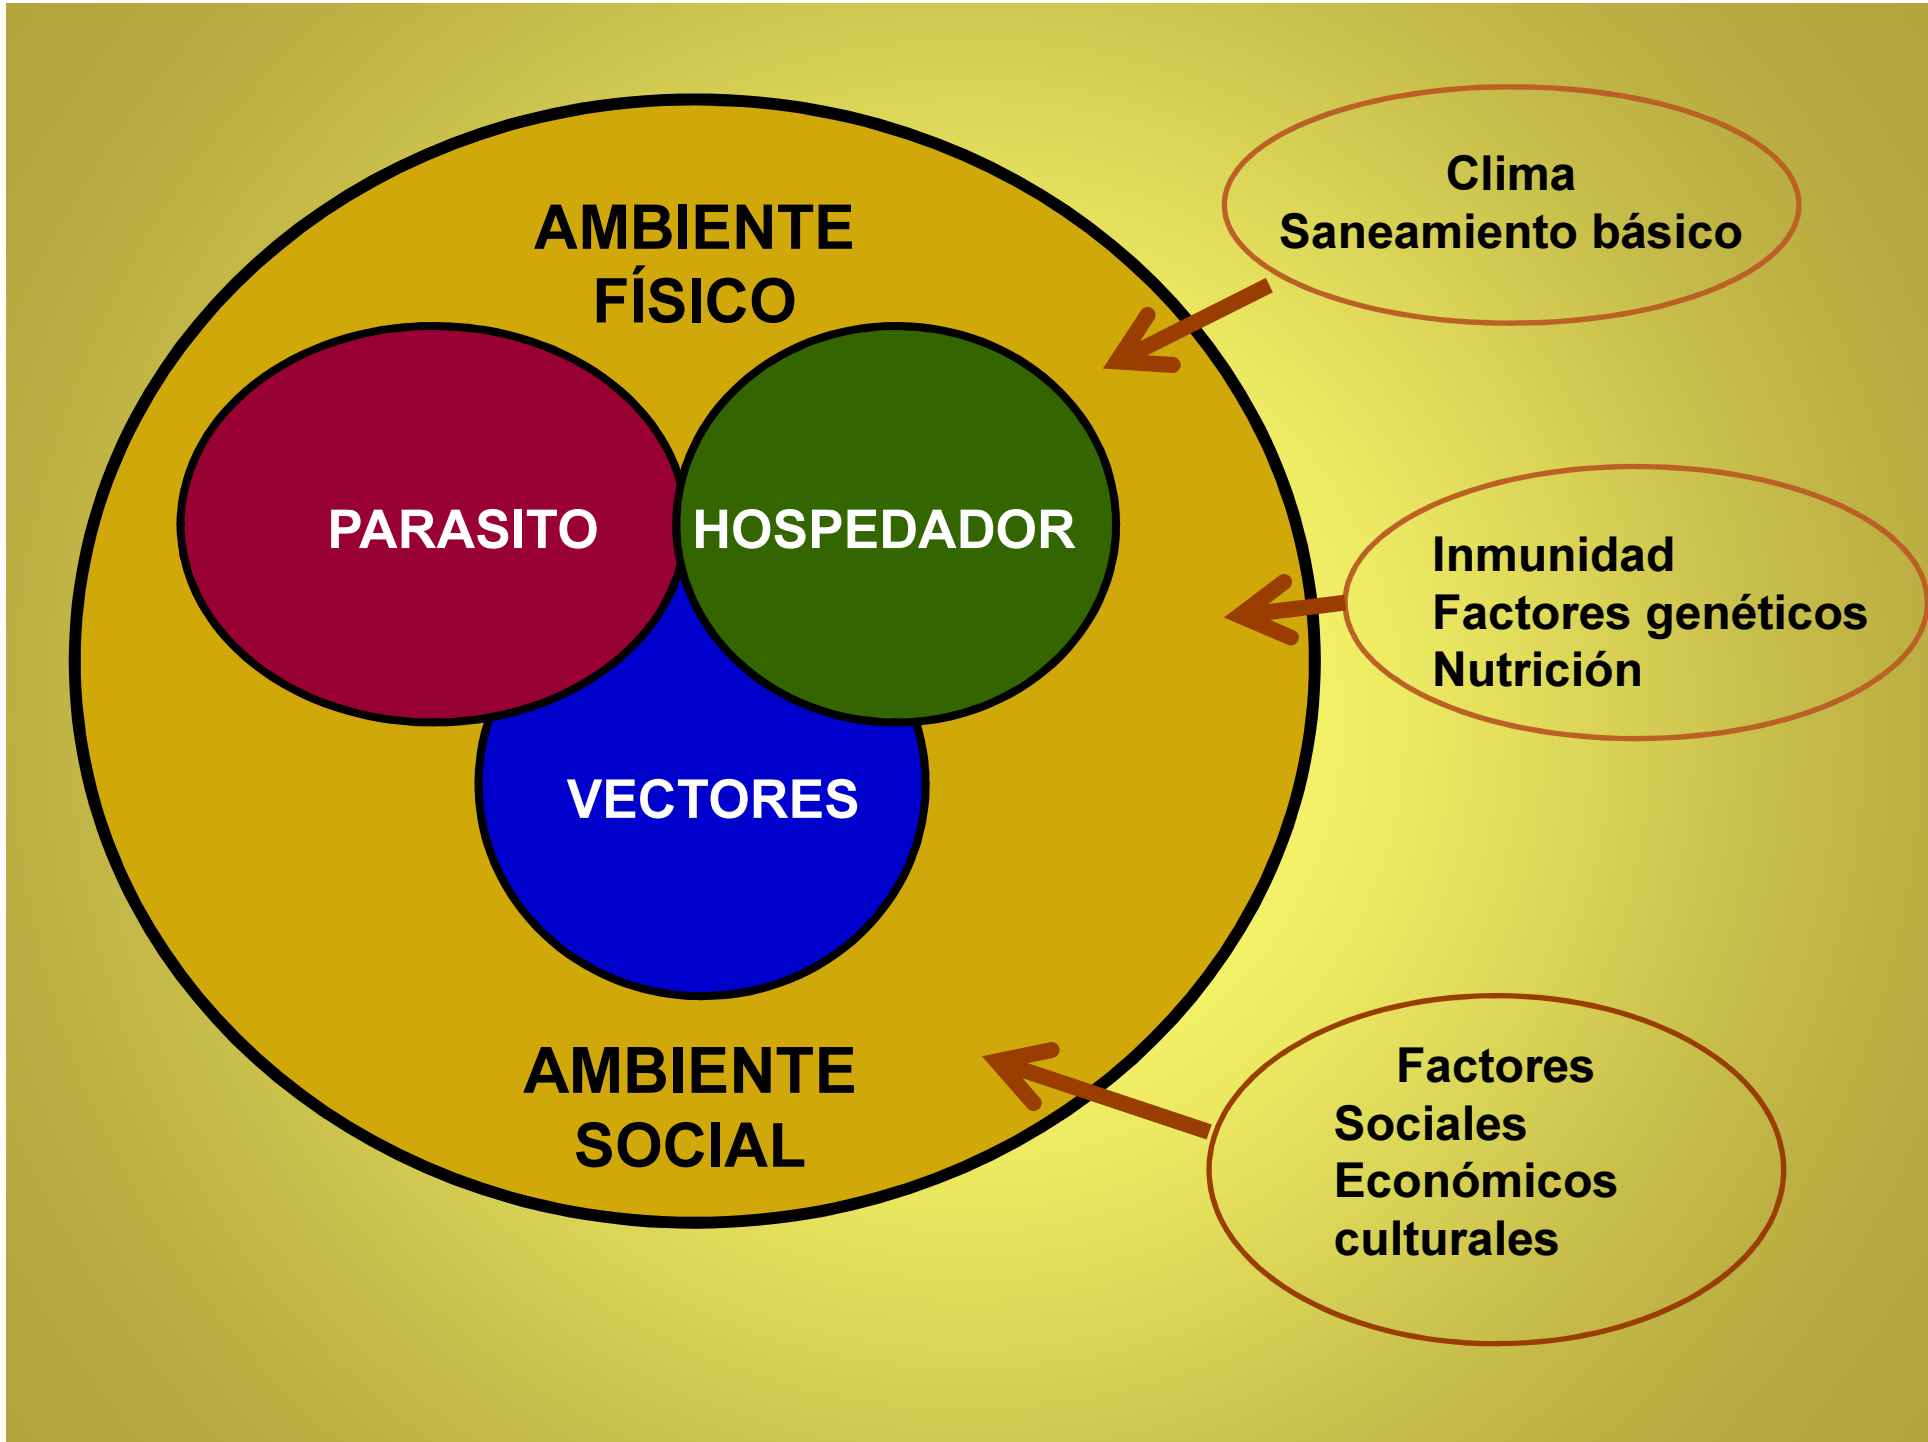 AMBIENTE
FÍSICO
PARASITO
HOSPEDADOR
VECTORES
AMBIENTE
SOCIAL
Clima
Saneamiento básico
Inmunidad
Factores genéticos
Nutrición
Factores
Sociales
Económicos
culturales